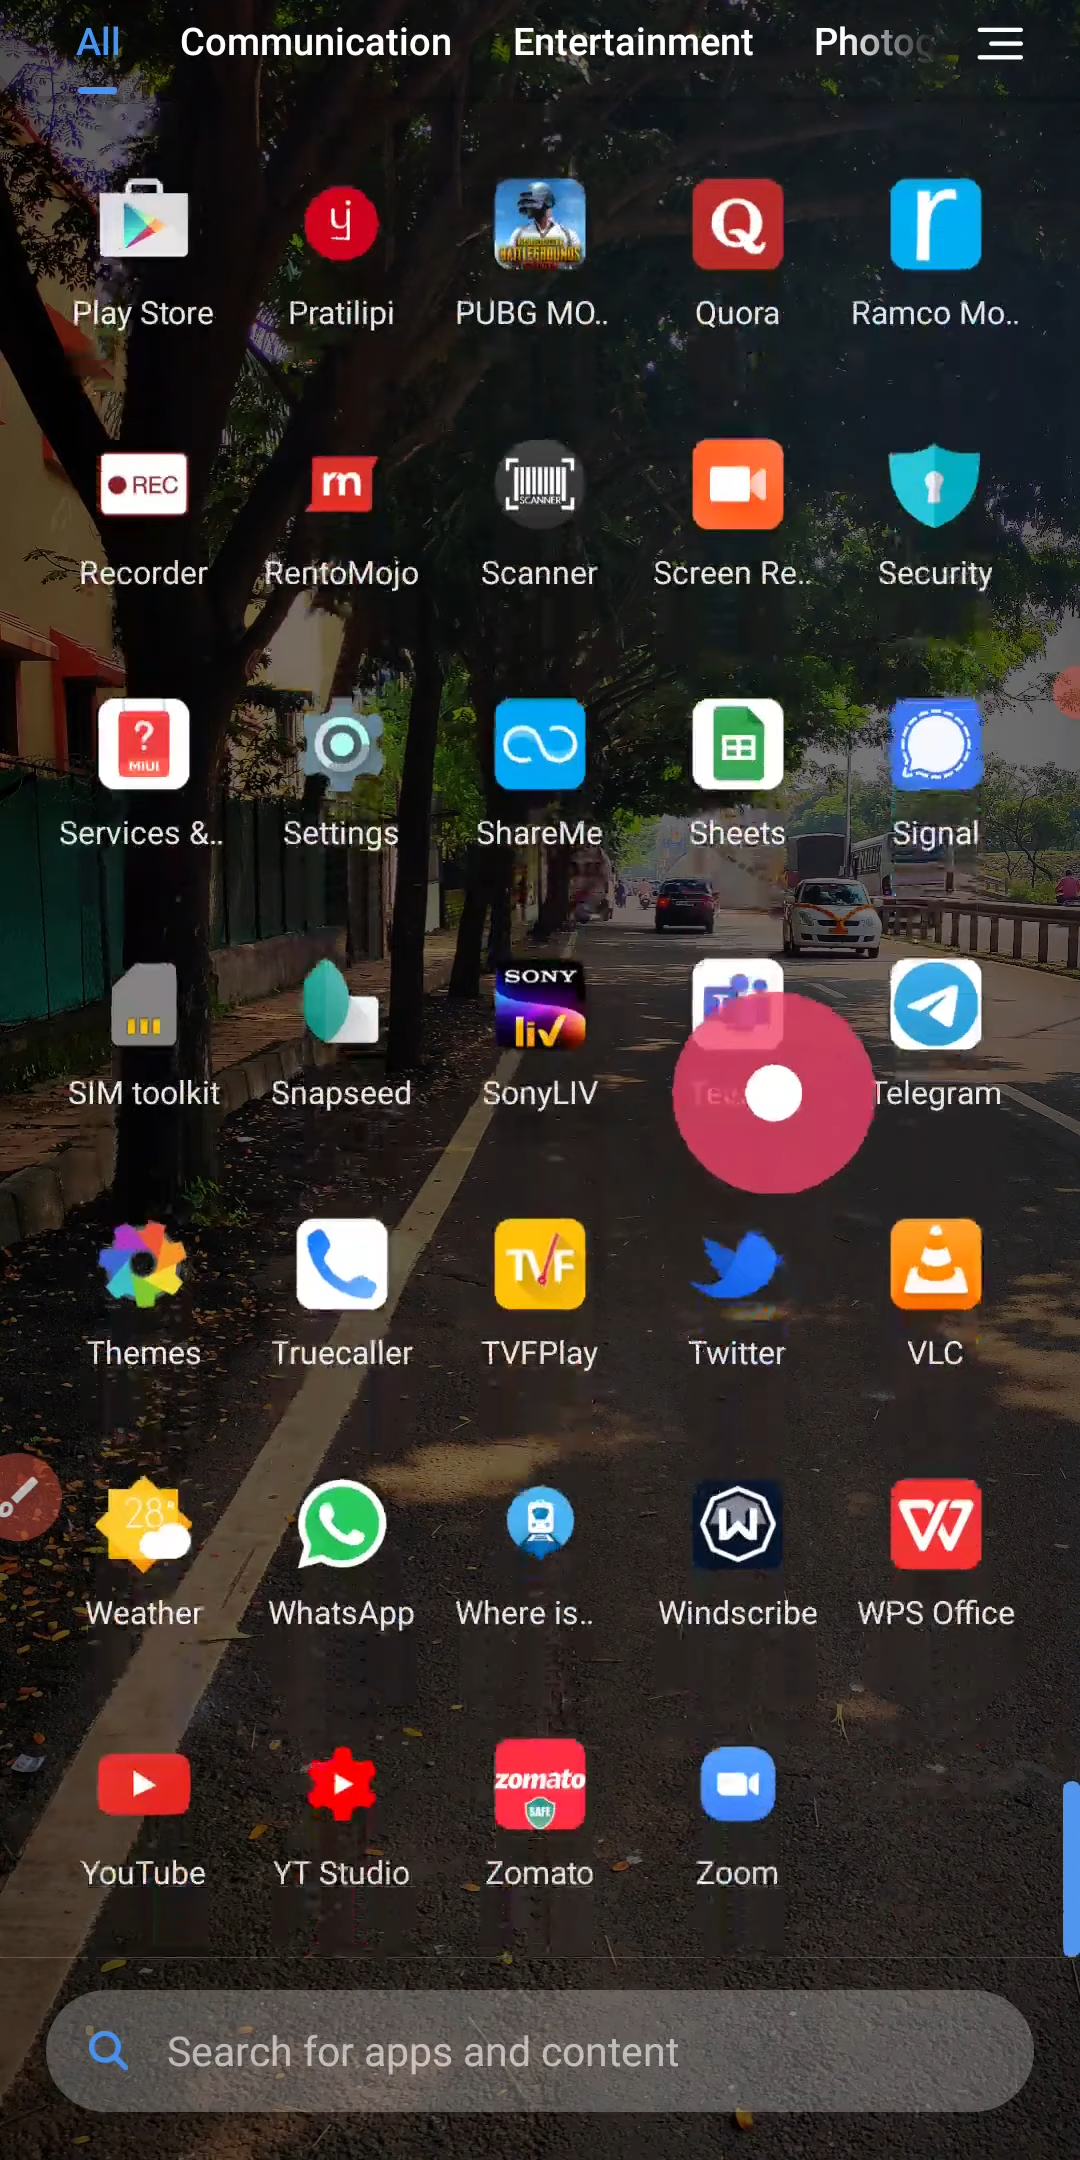 All Communication Entertainment Photog
Play Store Pratilipi PUBG MO.. Quora Ramco Mo..
REC
SCANNER
Recorder RentoMojo Scanner Screen Re.. Security
? MIUI
Services &.. Settings ShareMe Sheets Signal
SONY
liv
SIM toolkit Snapseed SonyLIV Telegram
TVF
Themes Truecaller TVFPlay Twitter VLC
28°
Weather WhatsApp Where is.. Windscribe WPS Office
zomato
SAFE
YouTube YT Studio Zomato Zoom
Search for apps and content